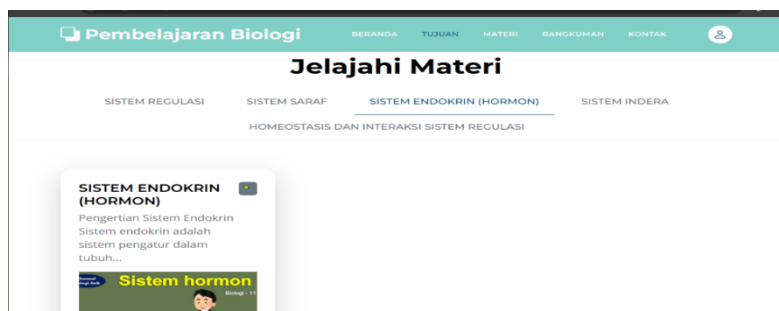 Pembelajaran Biologi
BERANDA TUJUAN MATERI RANGKUMAN KONTAK
Jelajahi Materi
SISTEM REGULASI SISTEM SARAF SISTEM ENDOKRIN (HORMON) SISTEM INDERA
HOMEOSTASIS DAN INTERAKSI SISTEM REGULASI
SISTEM ENDOKRIN
(HORMON)
Pengertian Sistem Endokrin
Sistem endokrin adalah
sistem pengatur dalam
tubuh...
Sistem hormon
Biologi - 11